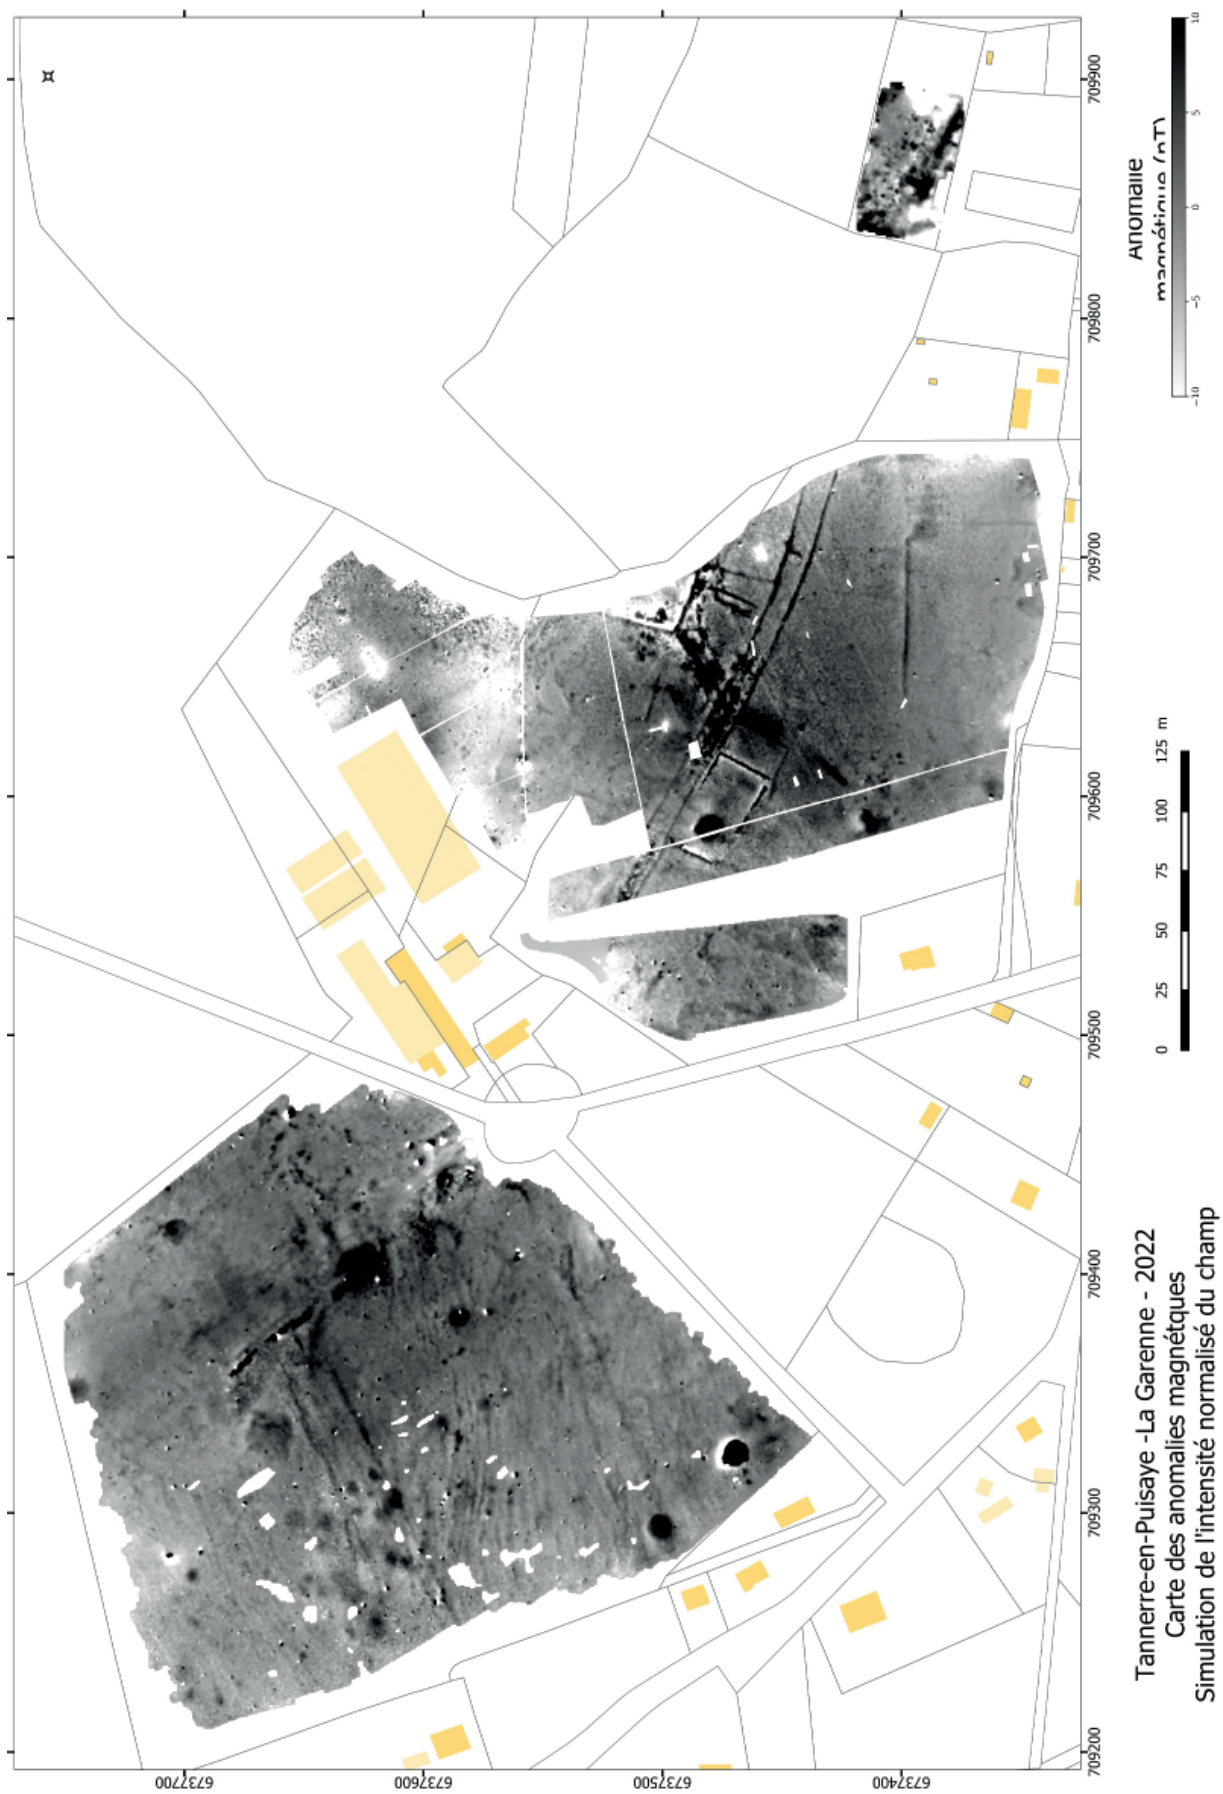 Tannerre-en-Puisaye -La Garenne - 2022
Carte des anomalies magnétques
Simulation de l'intensité normalisé du champ
0 25 50 75 100 125 m
Anomalie
magnétique (nT)
−10 −5 0 5 10
709200 709300 709400 709500 709600 709700 709800 709900
6737700
6737600
6737500
6737400